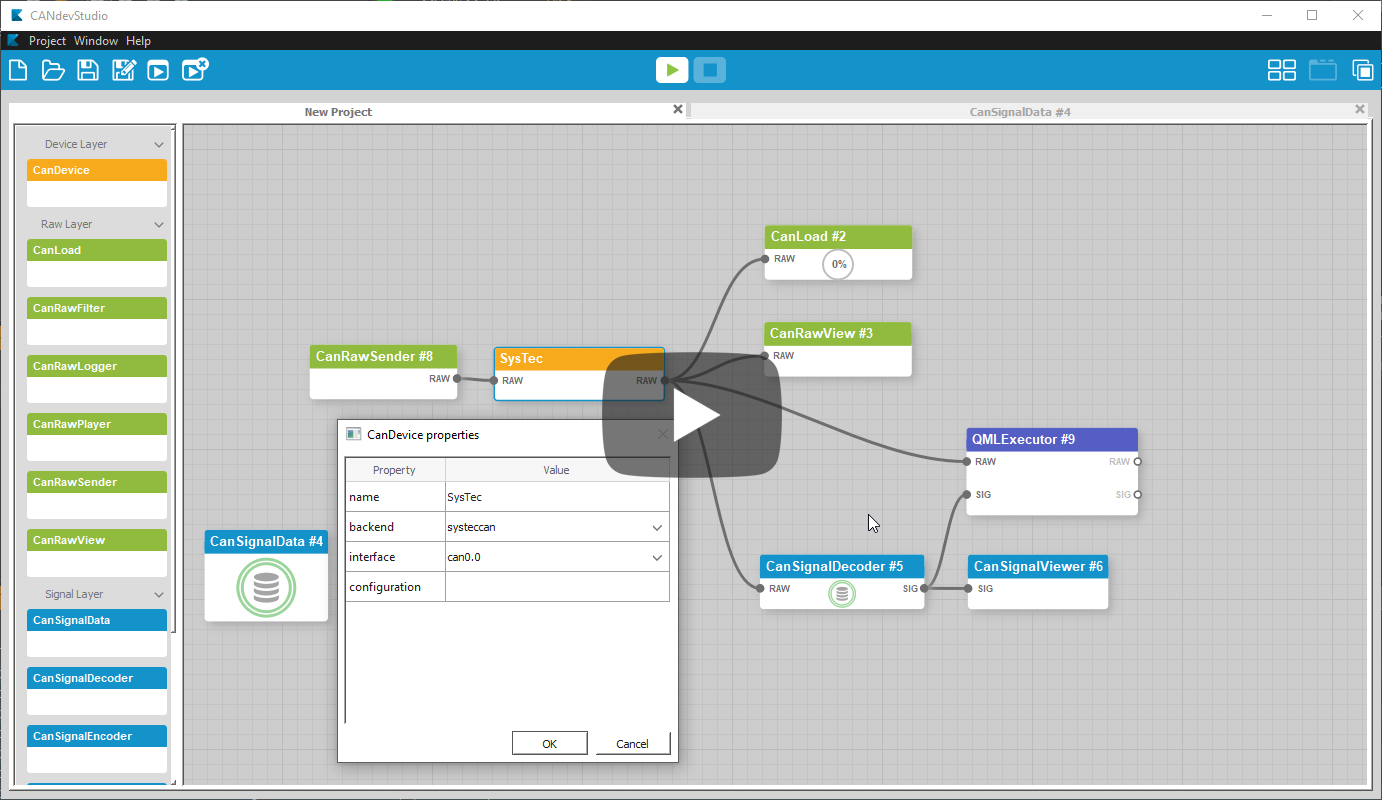 CANdevStudio
Project Window Help
New Project
CanSignalData #4
Device Layer
CanDevice
Raw Layer
CanLoad
CanRawFilter
CanRawLogger
CanRawPlayer
CanRawSender
CanRawView
Signal Layer
CanSignalData
CanSignalDecoder
CanSignalEncoder
CanLoad #2
RAW
0%
CanRawView #3
RAW
CanRawSender #8
RAW
SysTec
RAW RAW
QMLExecutor #9
RAW RAW
SIG SIG
CanSignalData #4
CanSignalDecoder #5
RAW SIG
CanSignalViewer #6
SIG
CanDevice properties
Property Value
name SysTec
backend systeccan
interface can0.0
configuration
OK Cancel